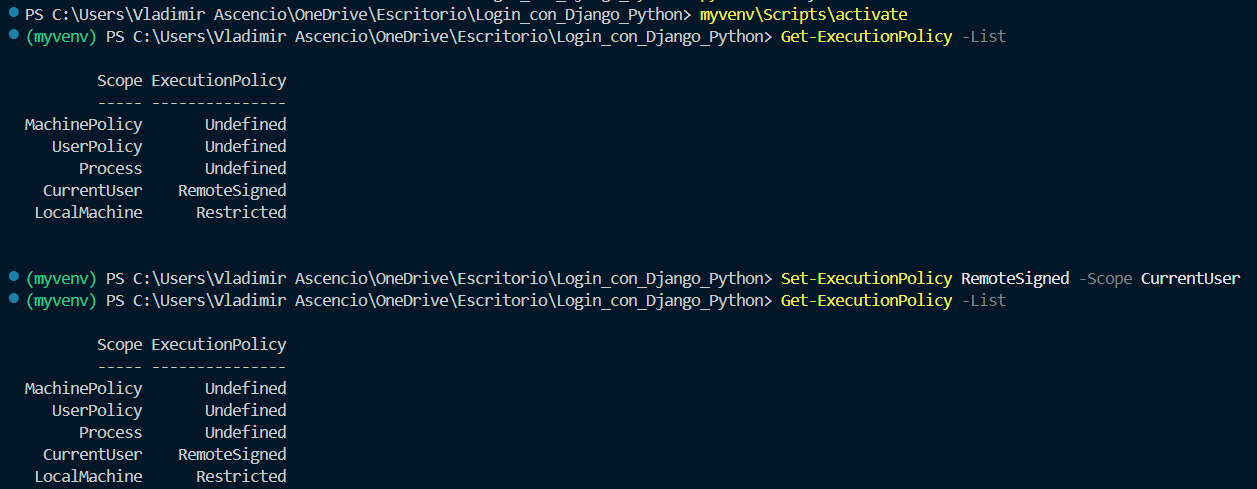 PS C:\Users\Vladimir Ascencio\OneDrive\Escritorio\Login_con_Django_Python> myvenv\Scripts\activate
(myvenv) PS C:\Users\Vladimir Ascencio\OneDrive\Escritorio\Login_con_Django_Python> Get-ExecutionPolicy -List
Scope ExecutionPolicy
----- ---------------
MachinePolicy Undefined
UserPolicy Undefined
Process Undefined
CurrentUser RemoteSigned
LocalMachine Restricted
(myvenv) PS C:\Users\Vladimir Ascencio\OneDrive\Escritorio\Login_con_Django_Python> Set-ExecutionPolicy RemoteSigned -Scope CurrentUser
(myvenv) PS C:\Users\Vladimir Ascencio\OneDrive\Escritorio\Login_con_Django_Python> Get-ExecutionPolicy -List
Scope ExecutionPolicy
----- ---------------
MachinePolicy Undefined
UserPolicy Undefined
Process Undefined
CurrentUser RemoteSigned
LocalMachine Restricted